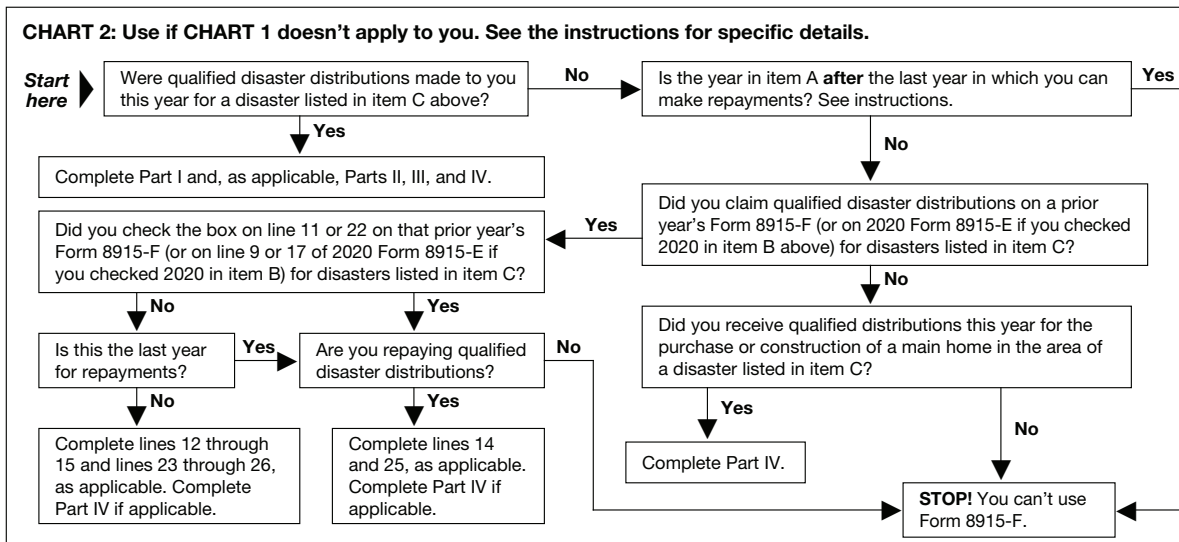 CHART 2: Use if CHART 1 doesn't apply to you. See the instructions for specific details.
Start
here
Were qualified disaster distributions made to you
this year for a disaster listed in item C above?
No
Is the year in item A after the last year in which you can
make repayments? See instructions.
Yes
Yes
No
Complete Part I and, as applicable, Parts II, III, and IV.
Did you claim qualified disaster distributions on a prior
year's Form 8915-F (or on 2020 Form 8915-E if you checked
2020 in item B above) for disasters listed in item C?
Yes
Did you check the box on line 11 or 22 on that prior year's
Form 8915-F (or on line 9 or 17 of 2020 Form 8915-E if
you checked 2020 in item B) for disasters listed in item C?
No
No
Yes
Did you receive qualified distributions this year for the
purchase or construction of a main home in the area of
a disaster listed in item C?
Is this the last year
for repayments?
Yes
Are you repaying qualified
disaster distributions?
No
No
Yes
Yes
No
Complete lines 12 through
15 and lines 23 through 26,
as applicable. Complete
Part IV if applicable.
Complete lines 14
and 25, as applicable.
Complete Part IV if
applicable.
Complete Part IV.
STOP! You can't use
Form 8915-F.